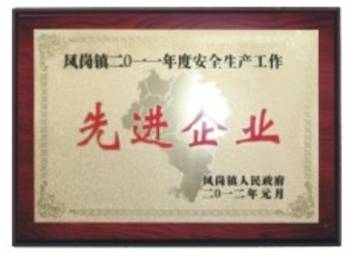 凤岗镇二〇一一年度安全生产工作
先进企业
凤岗镇人民政府
二〇一二年元月